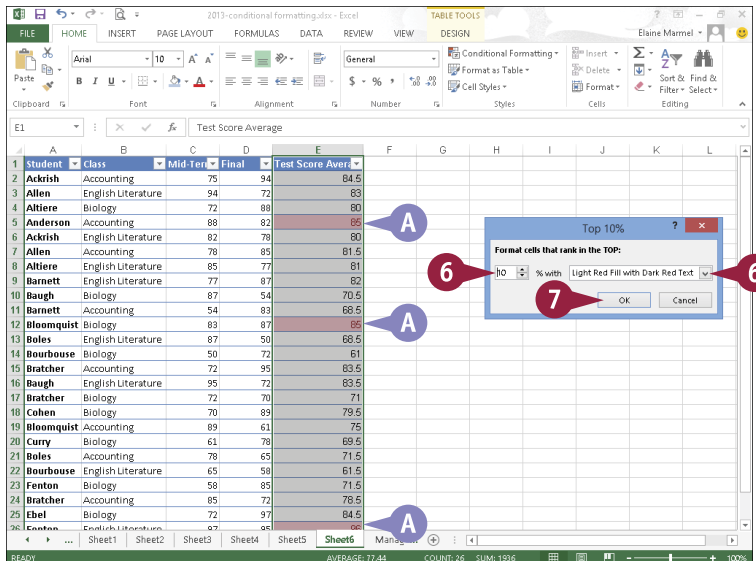 2013-conditional formatting.xlsx - Excel
TABLE TOOLS
FILE HOME INSERT PAGE LAYOUT FORMULAS DATA REVIEW VIEW DESIGN Elaine Marmel
Arial 10 A A General Conditional Formatting Insert Σ
Paste Format as Table Delete
B I U A $ % , Cell Styles Format Sort & Filter Find & Select
Clipboard Font Alignment Number Styles Cells Editing
E1 fx Test Score Average
A B C D E F G H I J K L
1 Student Class Mid-Term Final Test Score Avera
2 Ackrish Accounting 75 94 84.5
3 Allen English Literature 94 72 83
4 Altiere Biology 72 88 80
5 Anderson Accounting 88 82 85
A
6 Ackrish English Literature 82 78 80
7 Allen Accounting 78 85 81.5
8 Altiere English Literature 85 77 81
9 Barnett English Literature 77 87 82
10 Baugh Biology 87 54 70.5
11 Barnett Accounting 54 83 68.5
12 Bloomquist Biology 83 87 85
A
13 Boles English Literature 87 50 68.5
14 Bourbouse Biology 50 72 61
15 Bratcher Accounting 72 95 83.5
16 Baugh English Literature 95 72 83.5
17 Bratcher Biology 72 70 71
18 Cohen Biology 70 89 79.5
19 Bloomquist Accounting 89 61 75
20 Curry Biology 61 78 69.5
21 Boles Accounting 78 65 71.5
22 Bourbouse English Literature 65 58 61.5
23 Fenton Biology 58 85 71.5
24 Bratcher Accounting 85 72 78.5
25 Ebel Biology 72 97 84.5
26 Fenton English Literature 97 95 96
A
Top 10% ?
Format cells that rank in the TOP:
6 10 % with Light Red Fill with Dark Red Text 6
7 OK Cancel
... Sheet1 Sheet2 Sheet3 Sheet4 Sheet5 Sheet6 Manag
READY AVERAGE: 77.44 COUNT: 26 SUM: 1936 - + 100%